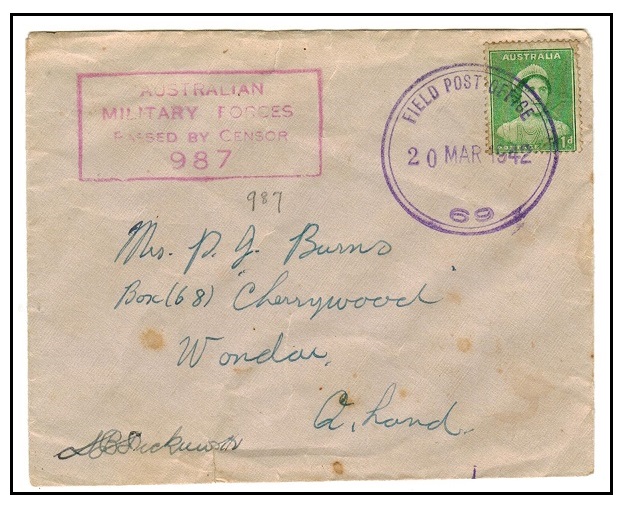 AUSTRALIAN
MILITARY FORCES
PASSED BY CENSOR
987
FIELD POST OFFICE
20 MAR 1942
69
AUSTRALIA
1d
987
Mrs. P. J. Burns
Box (68) "Cherrywood"
Wondai,
Q, land.